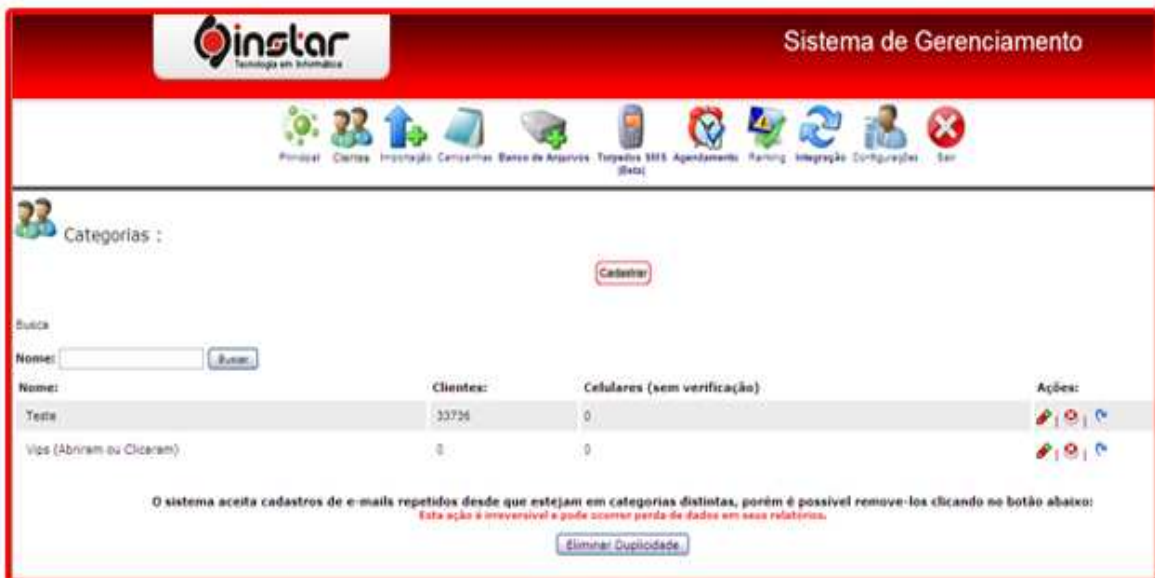 instar
Tecnologia em Informática
Sistema de Gerenciamento
Principal Clientes Importação Campanhas Banco de Arquivos Torpedos SMS Agendamento Ranking Integração Configurações Sair
(Beta)
Categorias :
Cadastrar
Busca
Nome: Buscar
Nome: Clientes: Celulares (sem verificação) Ações:
Teste 33736 0
Vips (Abriram ou Clicaram) 0 0
O sistema aceita cadastros de e-mails repetidos desde que estejam em categorias distintas, porém é possível remove-los clicando no botão abaixo:
Esta ação é irreversível e pode ocorrer perda de dados em seus relatórios.
Eliminar Duplicidade